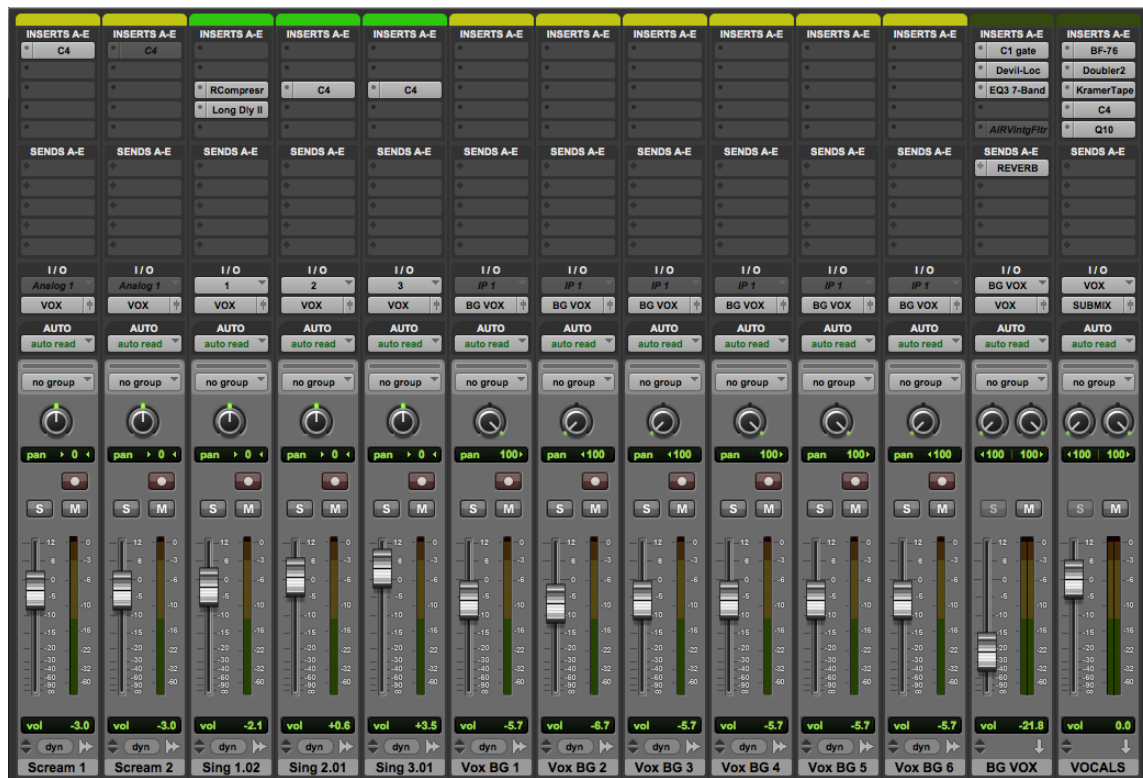 INSERTS A-E INSERTS A-E INSERTS A-E INSERTS A-E INSERTS A-E INSERTS A-E INSERTS A-E INSERTS A-E INSERTS A-E INSERTS A-E INSERTS A-E INSERTS A-E INSERTS A-E
C4 C4 C1 gate BF-76
Devil-Loc Doubler2
RCompresr C4 C4 EQ3 7-Band KramerTape
Long Dly II C4
AIRVintgFltr Q10
SENDS A-E SENDS A-E SENDS A-E SENDS A-E SENDS A-E SENDS A-E SENDS A-E SENDS A-E SENDS A-E SENDS A-E SENDS A-E SENDS A-E SENDS A-E
REVERB
I / O I / O I / O I / O I / O I / O I / O I / O I / O I / O I / O I / O I / O
Analog 1 Analog 1 1 2 3 IP 1 IP 1 IP 1 IP 1 IP 1 IP 1 BG VOX VOX
VOX VOX VOX VOX VOX BG VOX BG VOX BG VOX BG VOX BG VOX BG VOX VOX SUBMIX
AUTO AUTO AUTO AUTO AUTO AUTO AUTO AUTO AUTO AUTO AUTO AUTO AUTO
auto read auto read auto read auto read auto read auto read auto read auto read auto read auto read auto read auto read auto read
no group no group no group no group no group no group no group no group no group no group no group no group no group
pan 0 pan 0 pan 0 pan 0 pan 0 pan 100 pan 100 pan 100 pan 100 pan 100 pan 100 100 100 100 100
S M S M S M S M S M S M S M S M S M S M S M S M S M
vol -3.0 vol -3.0 vol -2.1 vol +0.6 vol +3.5 vol -5.7 vol -6.7 vol -5.7 vol -5.7 vol -5.7 vol -5.7 vol -21.8 vol 0.0
dyn dyn dyn dyn dyn dyn dyn dyn dyn dyn dyn
Scream 1 Scream 2 Sing 1.02 Sing 2.01 Sing 3.01 Vox BG 1 Vox BG 2 Vox BG 3 Vox BG 4 Vox BG 5 Vox BG 6 BG VOX VOCALS